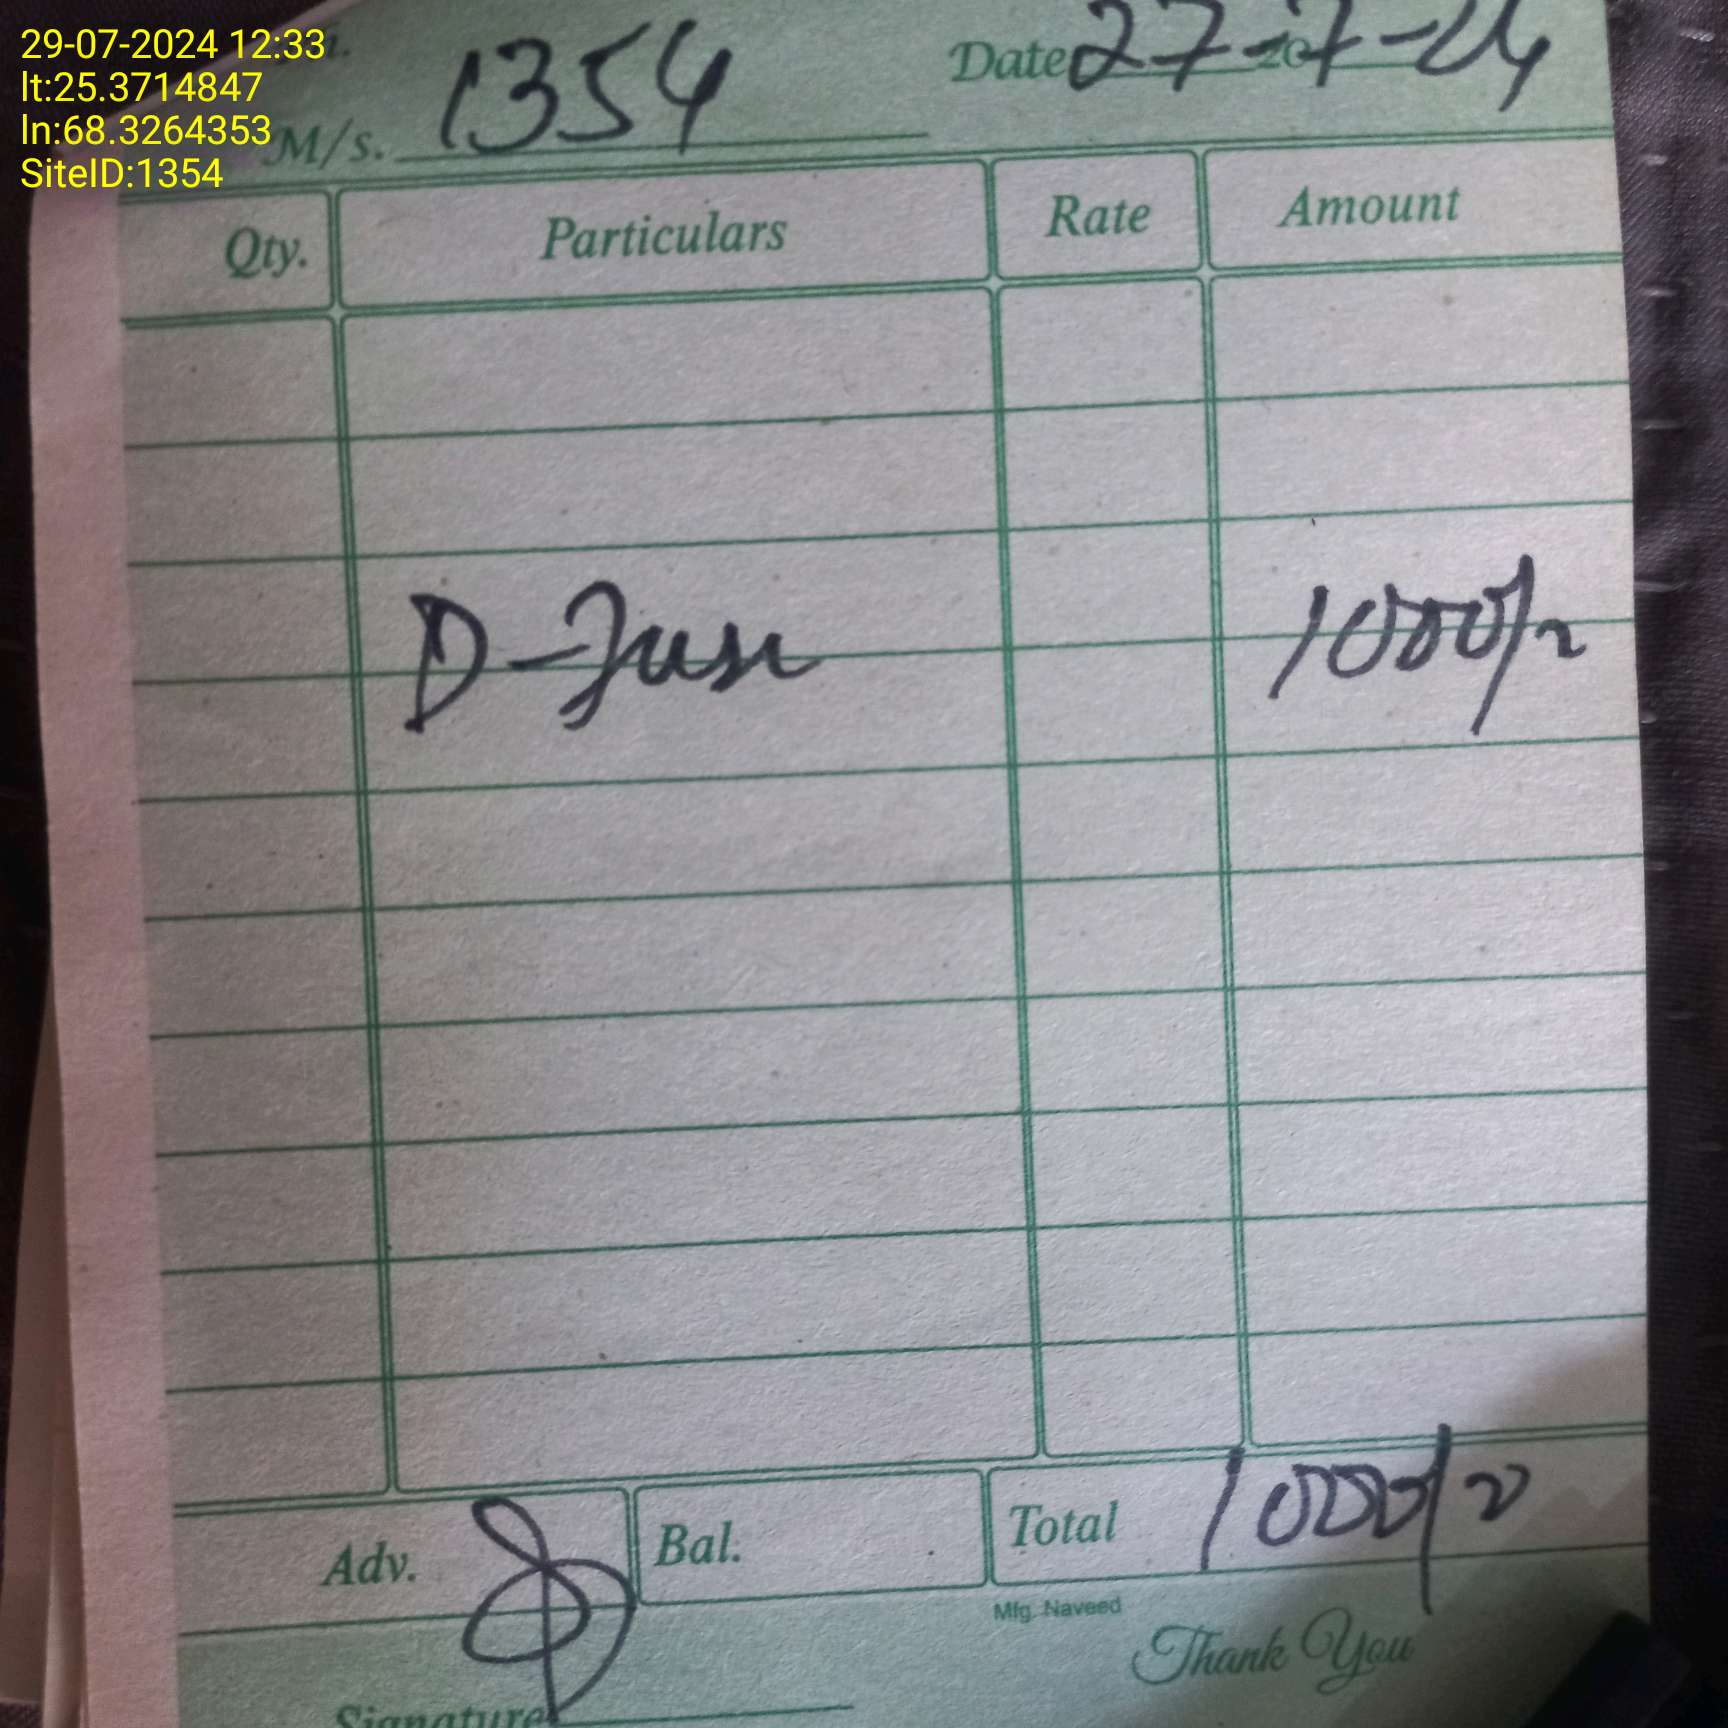 29-07-2024 12:33
lt:25.3714847
ln:68.3264353
SiteID:1354
M/s. 1354
Date 27-7-24
Qty. Particulars Rate Amount
D-Fuse 1000/-
Adv. Bal. Total 1000/-
Mfg. Naveed
Thank You
Signature